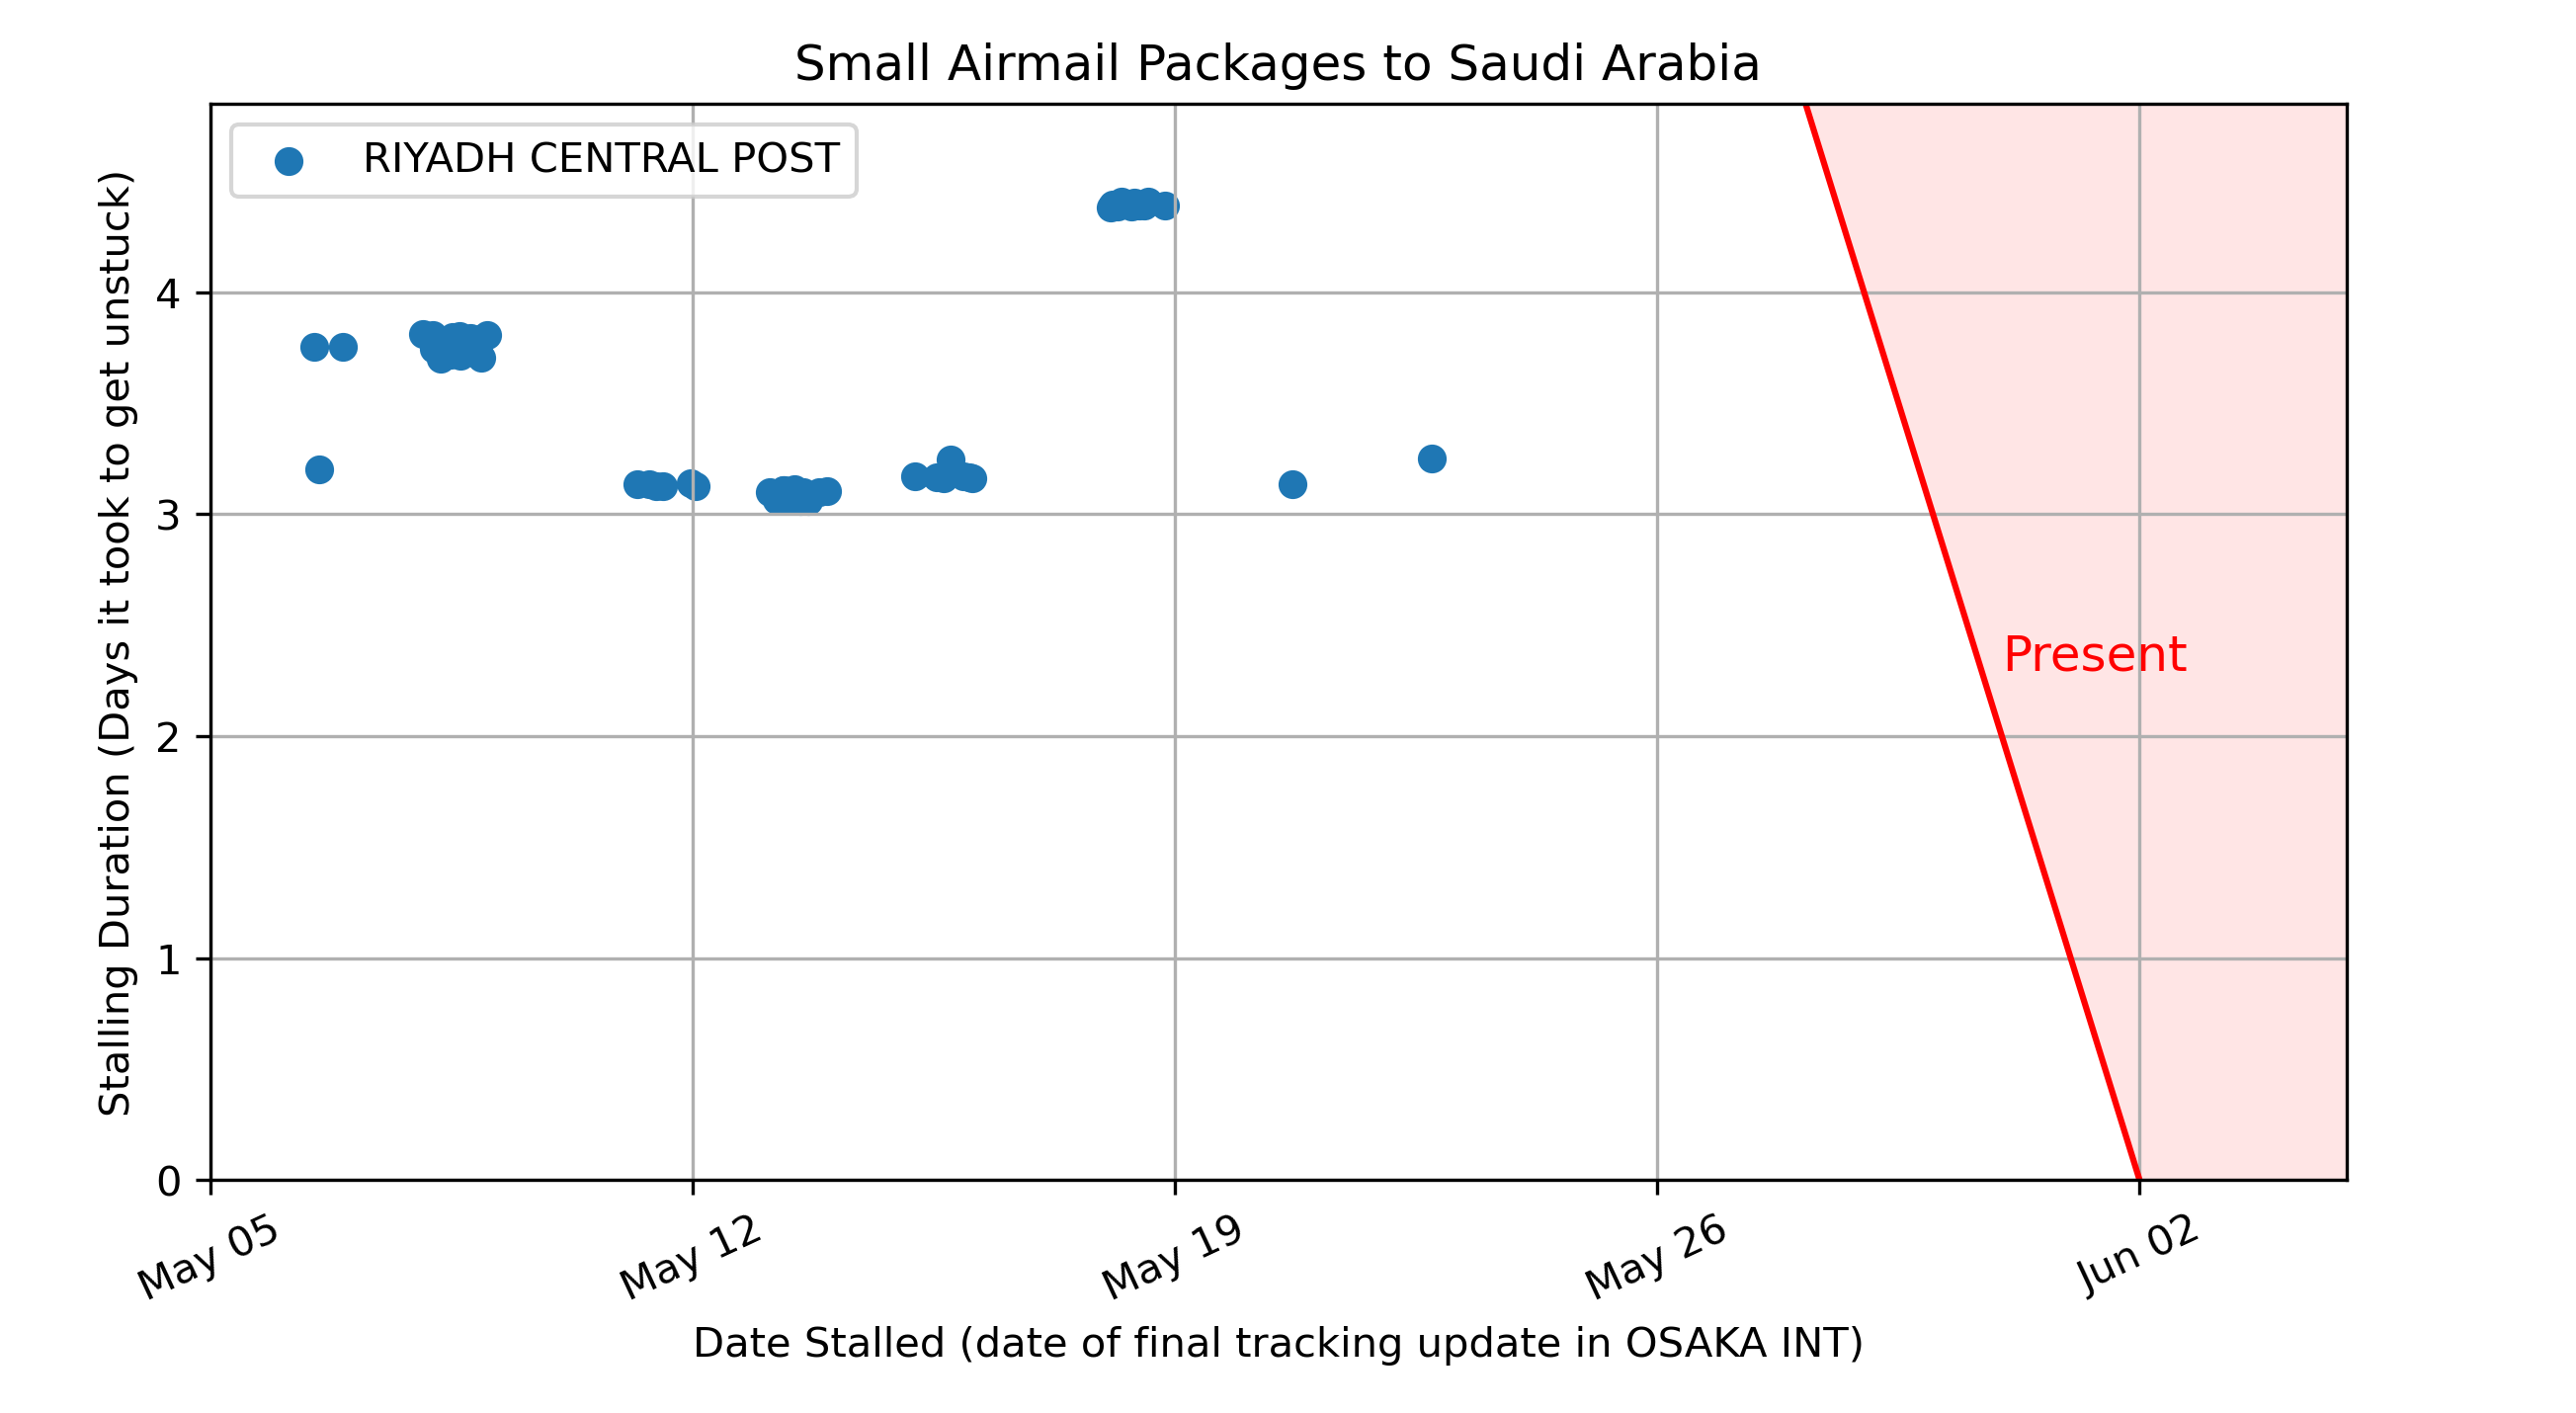 Small Airmail Packages to Saudi Arabia
RIYADH CENTRAL POST
Stalling Duration (Days it took to get unstuck)
4
3
2
1
0
Present
May 05
May 12
May 19
May 26
Jun 02
Date Stalled (date of final tracking update in OSAKA INT)